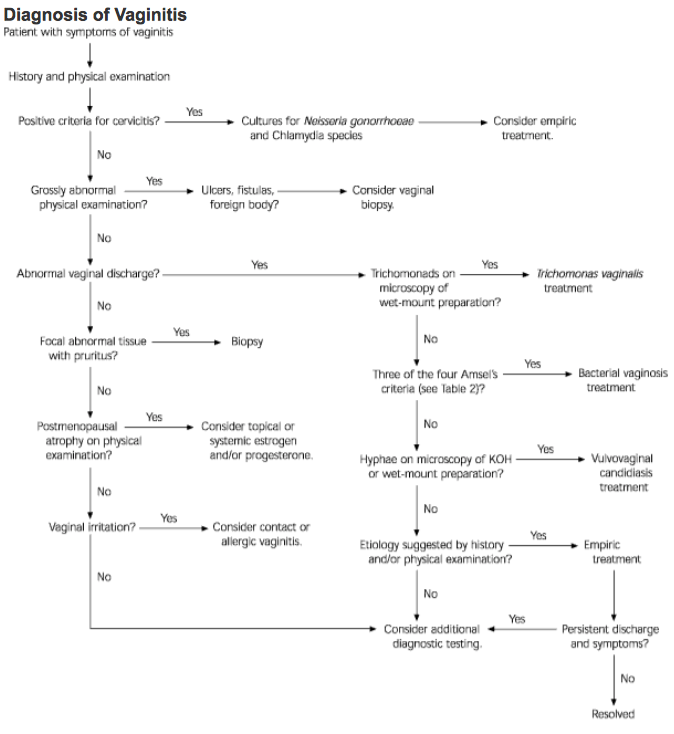 Diagnosis of Vaginitis
Patient with symptoms of vaginitis
History and physical examination
Positive criteria for cervicitis?
Yes
Cultures for Neisseria gonorrhoeae
and Chlamydia species
Consider empiric
treatment.
No
Grossly abnormal
physical examination?
Yes
Ulcers, fistulas,
foreign body?
Consider vaginal
biopsy.
No
Abnormal vaginal discharge?
Yes
Trichomonads on
microscopy of
wet-mount preparation?
Yes
Trichomonas vaginalis
treatment
No
Focal abnormal tissue
with pruritus?
Yes
Biopsy
No
Three of the four Amsel's
criteria (see Table 2)?
Yes
Bacterial vaginosis
treatment
No
Postmenopausal
atrophy on physical
examination?
Yes
Consider topical or
systemic estrogen
and/or progesterone.
No
Hyphae on microscopy of KOH
or wet-mount preparation?
Yes
Vulvovaginal
candidiasis
treatment
No
Vaginal irritation?
Yes
Consider contact or
allergic vaginitis.
No
Etiology suggested by history
and/or physical examination?
Yes
Empiric
treatment
No
No
Consider additional
diagnostic testing.
Yes
Persistent discharge
and symptoms?
No
Resolved